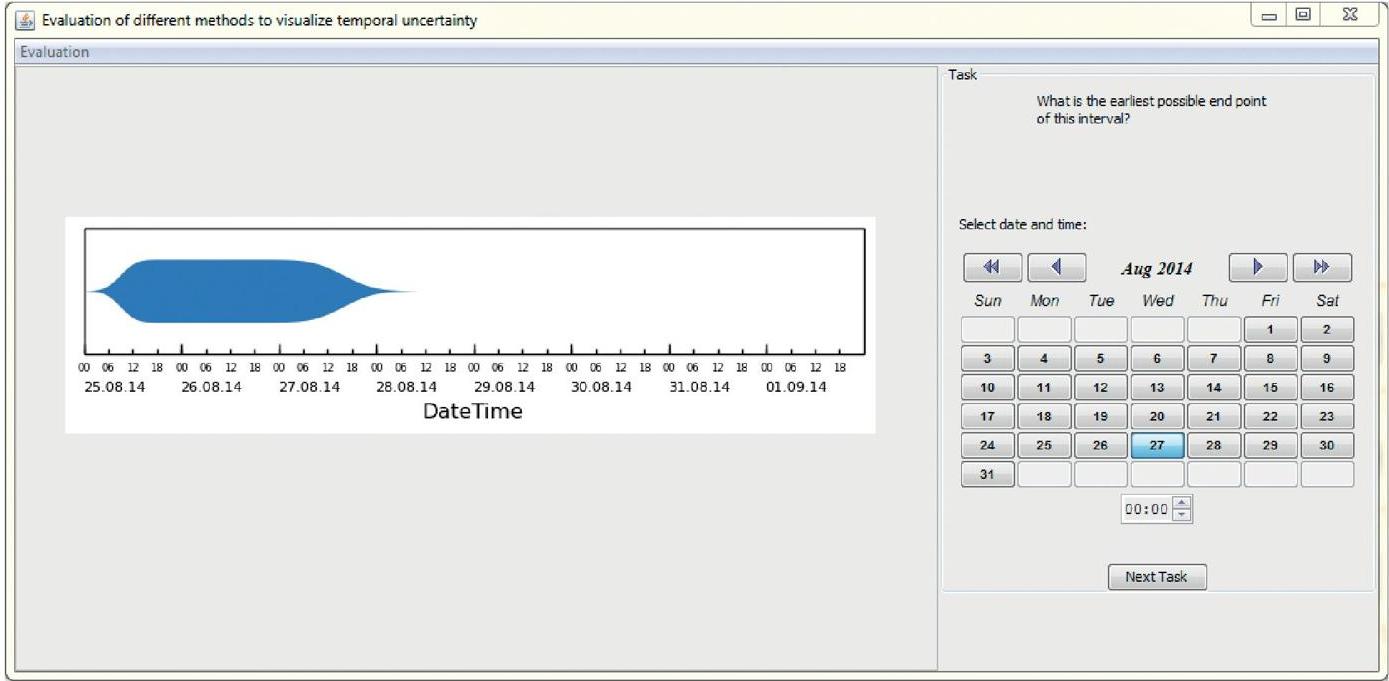 Evaluation of different methods to visualize temporal uncertainty
Evaluation
00 06 12 18 00 06 12 18 00 06 12 18 00 06 12 18 00 06 12 18 00 06 12 18 00 06 12 18 00 06 12 18
25.08.14 26.08.14 27.08.14 28.08.14 29.08.14 30.08.14 31.08.14 01.09.14
DateTime
Task
What is the earliest possible end point
of this interval?
Select date and time:
Aug 2014
Sun Mon Tue Wed Thu Fri Sat
1 2
3 4 5 6 7 8 9
10 11 12 13 14 15 16
17 18 19 20 21 22 23
24 25 26 27 28 29 30
31
00:00
Next Task